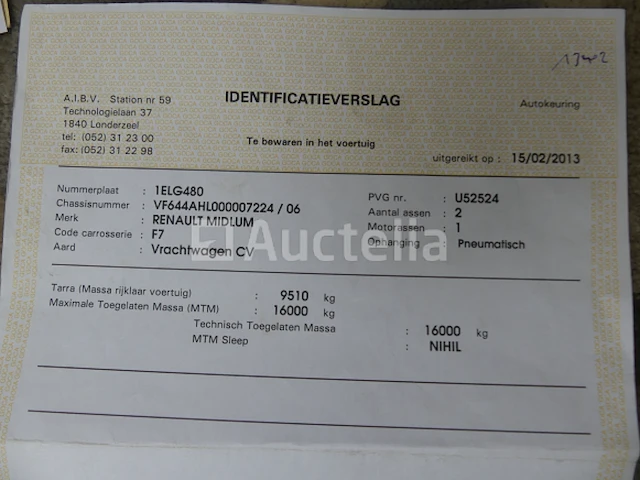 IDENTIFICATIEVERSLAG
A.I.B.V. Station nr 59
Technologielaan 37
1840 Londerzeel
tel: (052) 31 23 00
fax: (052) 31 22 98
Autokeuring
Te bewaren in het voertuig
uitgereikt op : 15/02/2013
Nummerplaat : 1ELG480
Chassisnummer : VF644AHL000007224 / 06
Merk : RENAULT MIDLUM
Code carrosserie : F7
Aard : Vrachtwagen CV
PVG nr. : U52524
Aantal assen : 2
Motorassen : 1
Ophanging : Pneumatisch
Auctelia
Tarra (Massa rijklaar voertuig) : 9510 kg
Maximale Toegelaten Massa (MTM) : 16000 kg
Technisch Toegelaten Massa : 16000 kg
MTM Sleep : NIHIL